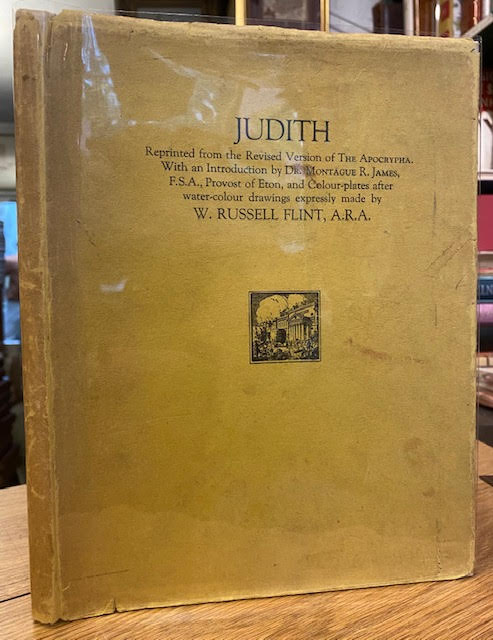 JUDITH
Reprinted from the Revised Version of THE APOCRYPHA.
With an Introduction by DR. MONTAGUE R. JAMES,
F.S.A., Provost of Eton, and Colour-plates after
water-colour drawings expressly made by
W. RUSSELL FLINT, A.R.A.